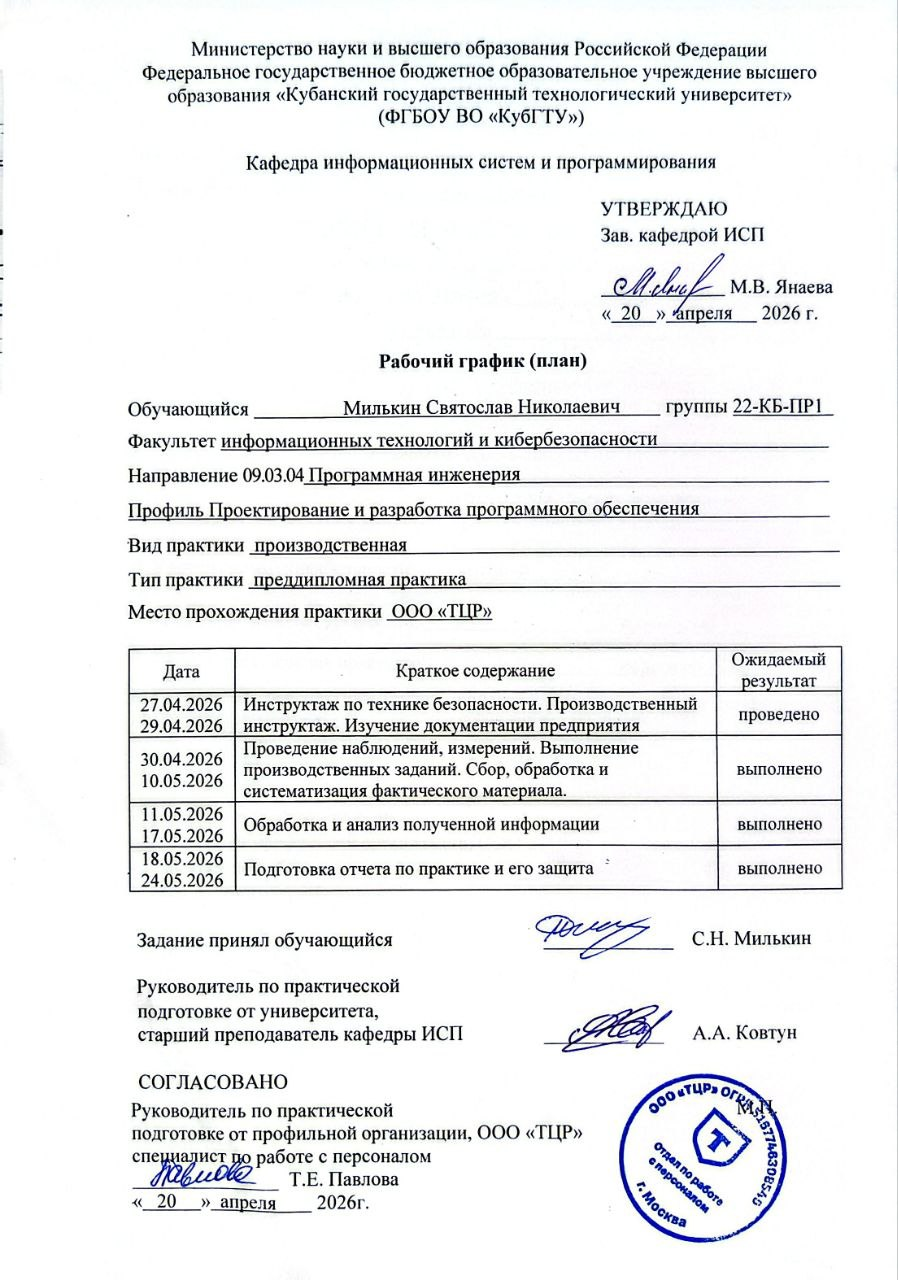 Министерство науки и высшего образования Российской Федерации
Федеральное государственное бюджетное образовательное учреждение высшего
образования «Кубанский государственный технологический университет»
(ФГБОУ ВО «КубГТУ»)
Кафедра информационных систем и программирования
УТВЕРЖДАЮ
Зав. кафедрой ИСП
М.В. Янаева
« 20 » апреля 2026 г.
Рабочий график (план)
Обучающийся Милькин Святослав Николаевич группы 22-КБ-ПР1
Факультет информационных технологий и кибербезопасности
Направление 09.03.04 Программная инженерия
Профиль Проектирование и разработка программного обеспечения
Вид практики производственная
Тип практики преддипломная практика
Место прохождения практики ООО «ТЦР»
Дата Краткое содержание Ожидаемый
результат
27.04.2026 Инструктаж по технике безопасности. Производственный
29.04.2026 инструктаж. Изучение документации предприятия проведено
30.04.2026 Проведение наблюдений, измерений. Выполнение
10.05.2026 производственных заданий. Сбор, обработка и выполнено
систематизация фактического материала.
11.05.2026
17.05.2026 Обработка и анализ полученной информации выполнено
18.05.2026
24.05.2026 Подготовка отчета по практике и его защита выполнено
Задание принял обучающийся С.Н. Милькин
Руководитель по практической
подготовке от университета,
старший преподаватель кафедры ИСП А.А. Ковтун
СОГЛАСОВАНО
Руководитель по практической М.П.
подготовке от профильной организации, ООО «ТЦР»
специалист по работе с персоналом
Павлова Т.Е. Павлова
« 20 » апреля 2026г.
ООО «ТЦР»
Отдел по работе
с персоналом
г. Москва